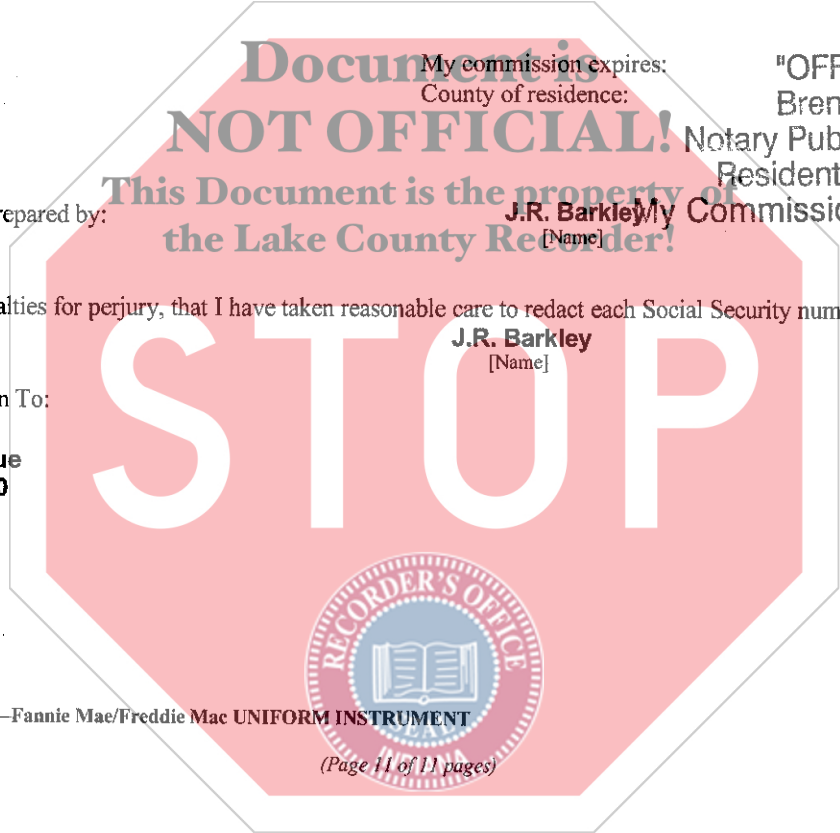 Document is
My commission expires:
"OFF
County of residence:
Bren
NOT OFFICIAL!
Notary Pub
Resident
This Document is the property of
repared by:
J.R. Barkley
My Commissio
the Lake County Recorder!
[Name]
alties for perjury, that I have taken reasonable care to redact each Social Security num
J.R. Barkley
[Name]
n To:
STOP
ue
0
RECORDER'S OFFICE
SEAL
INDIANA
—Fannie Mae/Freddie Mac UNIFORM INSTRUMENT
(Page 11 of 11 pages)